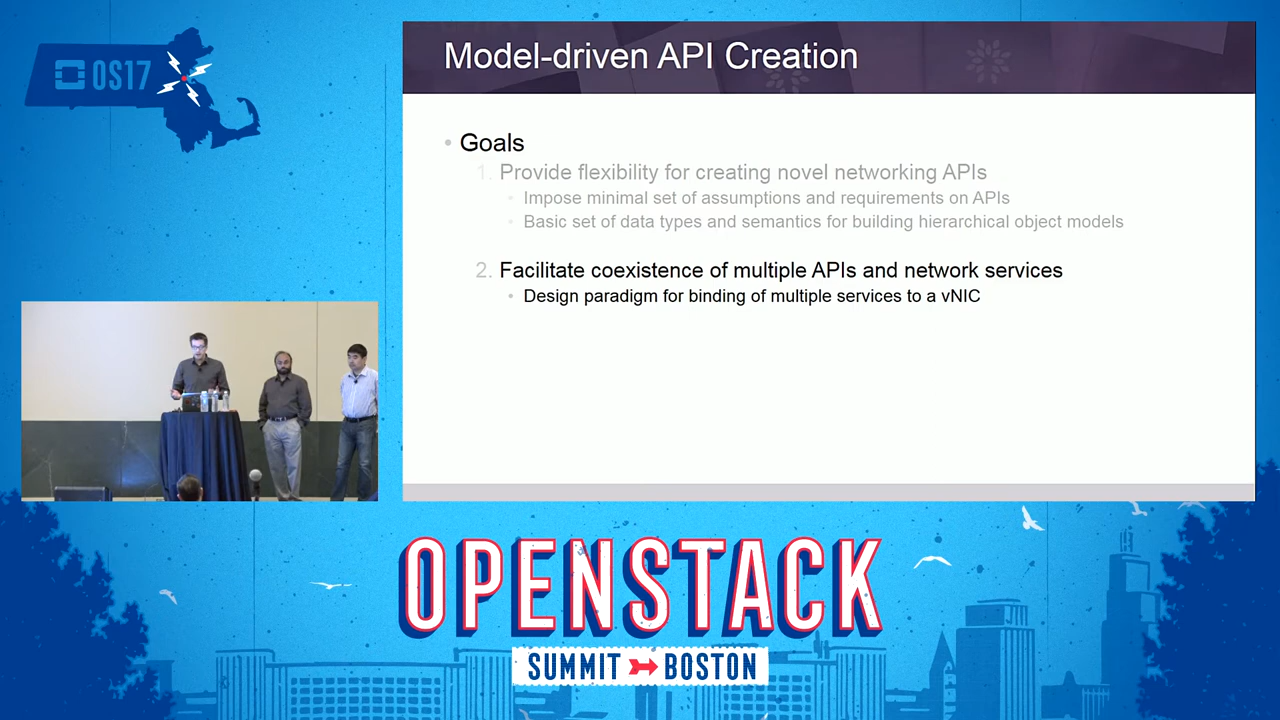 OS17
Model-driven API Creation
• Goals
1. Provide flexibility for creating novel networking APIs
• Impose minimal set of assumptions and requirements on APIs
• Basic set of data types and semantics for building hierarchical object models
2. Facilitate coexistence of multiple APIs and network services
• Design paradigm for binding of multiple services to a vNIC
OPENSTACK
SUMMIT BOSTON